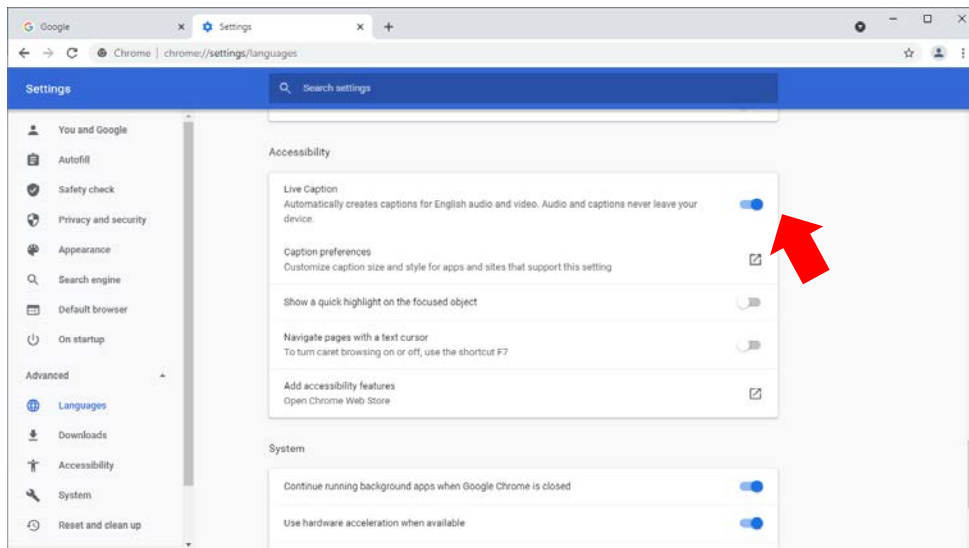 Google
Settings
Chrome | chrome://settings/languages
Settings
Search settings
You and Google
Autofill
Safety check
Privacy and security
Appearance
Search engine
Default browser
On startup
Advanced
Languages
Downloads
Accessibility
System
Reset and clean up
Accessibility
Live Caption
Automatically creates captions for English audio and video. Audio and captions never leave your
device.
Caption preferences
Customize caption size and style for apps and sites that support this setting
Show a quick highlight on the focused object
Navigate pages with a text cursor
To turn caret browsing on or off, use the shortcut F7
Add accessibility features
Open Chrome Web Store
System
Continue running background apps when Google Chrome is closed
Use hardware acceleration when available